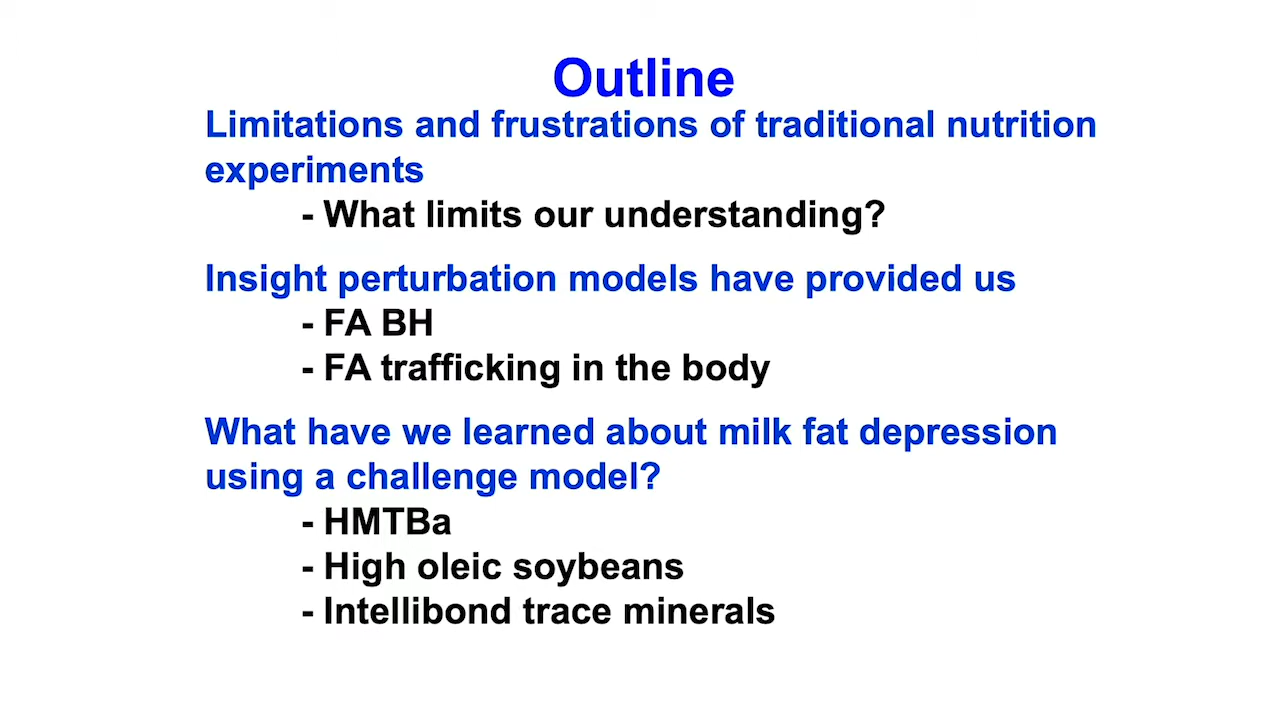 Outline
Limitations and frustrations of traditional nutrition
experiments
- What limits our understanding?
Insight perturbation models have provided us
- FA BH
- FA trafficking in the body
What have we learned about milk fat depression
using a challenge model?
- HMTBa
- High oleic soybeans
- Intellibond trace minerals